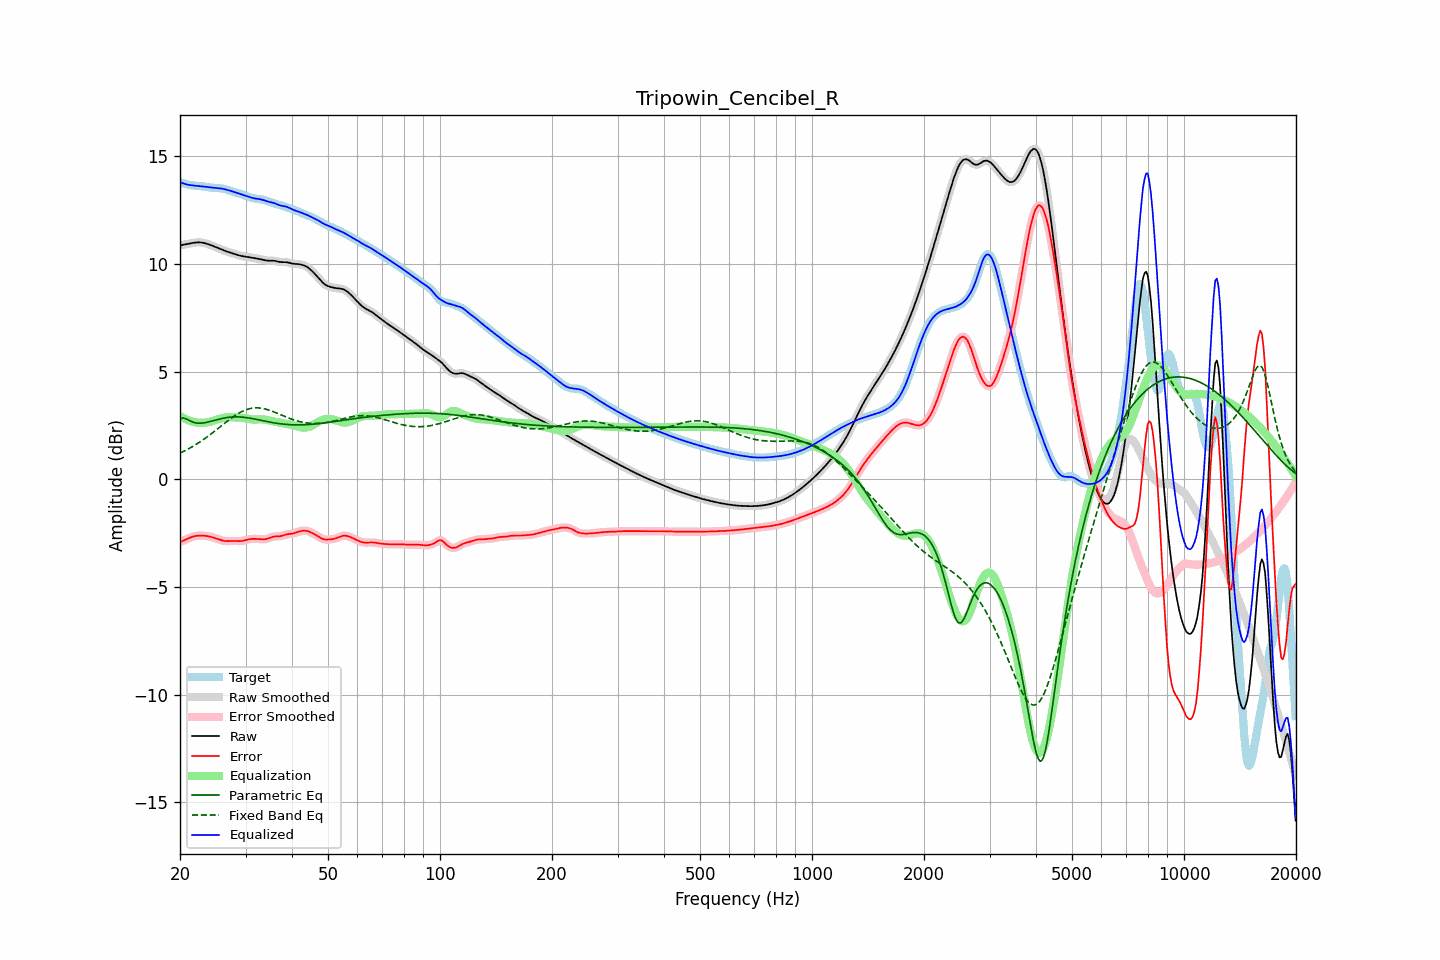 Tripowin_Cencibel_R
Amplitude (dBr)
15
10
5
0
−5
−10
−15
Target
Raw Smoothed
Error Smoothed
Raw
Error
Equalization
Parametric Eq
Fixed Band Eq
Equalized
20 50 100 200 500 1000 2000 5000 10000 20000
Frequency (Hz)